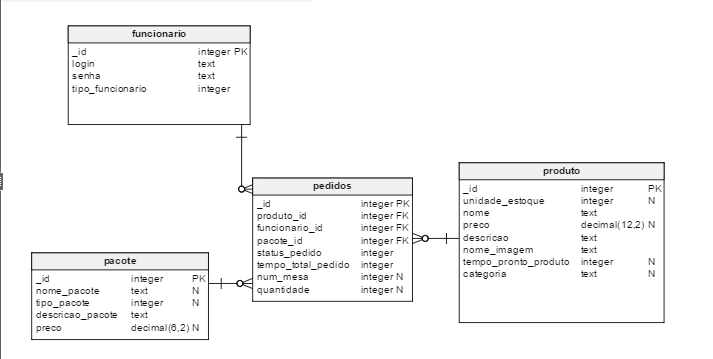 funcionario
_id integer PK
login text
senha text
tipo_funcionario integer
pedidos
_id integer PK
produto_id integer FK
funcionario_id integer FK
pacote_id integer FK
status_pedido integer
tempo_total_pedido integer
num_mesa integer N
quantidade integer N
produto
_id integer PK
unidade_estoque integer N
nome text
preco decimal(12,2) N
descricao text
nome_imagem text
tempo_pronto_produto integer N
categoria text N
pacote
_id integer PK
nome_pacote text N
tipo_pacote integer N
descricao_pacote text
preco decimal(6,2) N